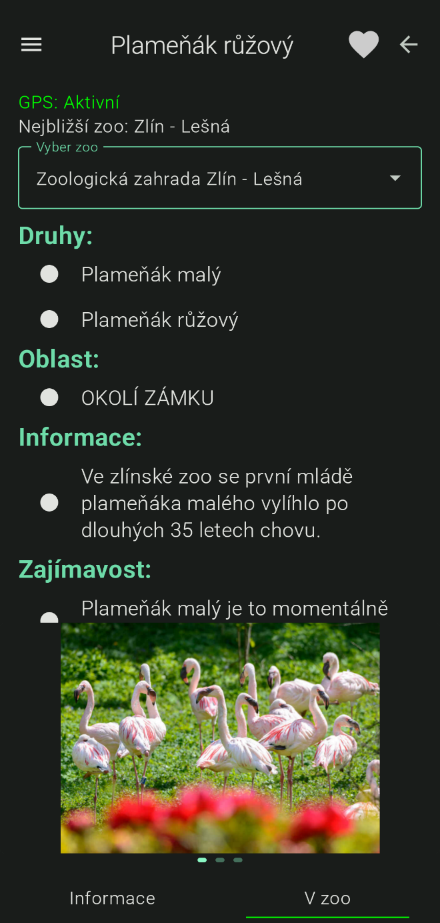 Plameňák růžový
GPS: Aktivní
Nejbližší zoo: Zlín - Lešná
Vyber zoo
Zoologická zahrada Zlín - Lešná
Druhy:
Plameňák malý
Plameňák růžový
Oblast:
OKOLÍ ZÁMKU
Informace:
Ve zlínské zoo se první mládě
plameňáka malého vylíhlo po
dlouhých 35 letech chovu.
Zajímavost:
Plameňák malý je to momentálně
Informace
V zoo